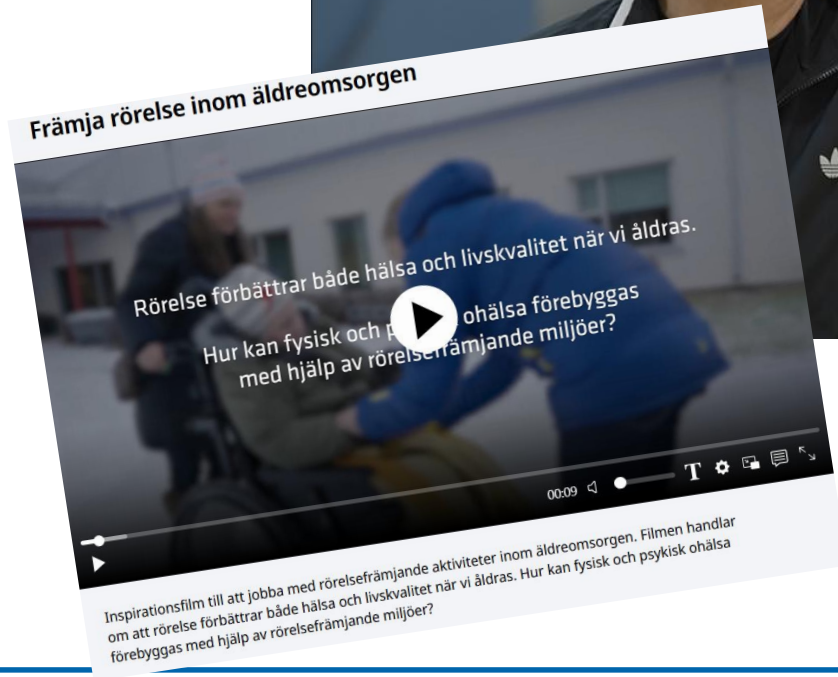 Främja rörelse inom äldreomsorgen
Rörelse förbättrar både hälsa och livskvalitet när vi åldras.
Hur kan fysisk och ohälsa förebyggas
med hjälp av rörelsefrämjande miljöer?
00:09
T
Inspirationsfilm till att jobba med rörelsefrämjande aktiviteter inom äldreomsorgen. Filmen handlar
om att rörelse förbättrar både hälsa och livskvalitet när vi åldras. Hur kan fysisk och psykisk ohälsa
förebyggas med hjälp av rörelsefrämjande miljöer?